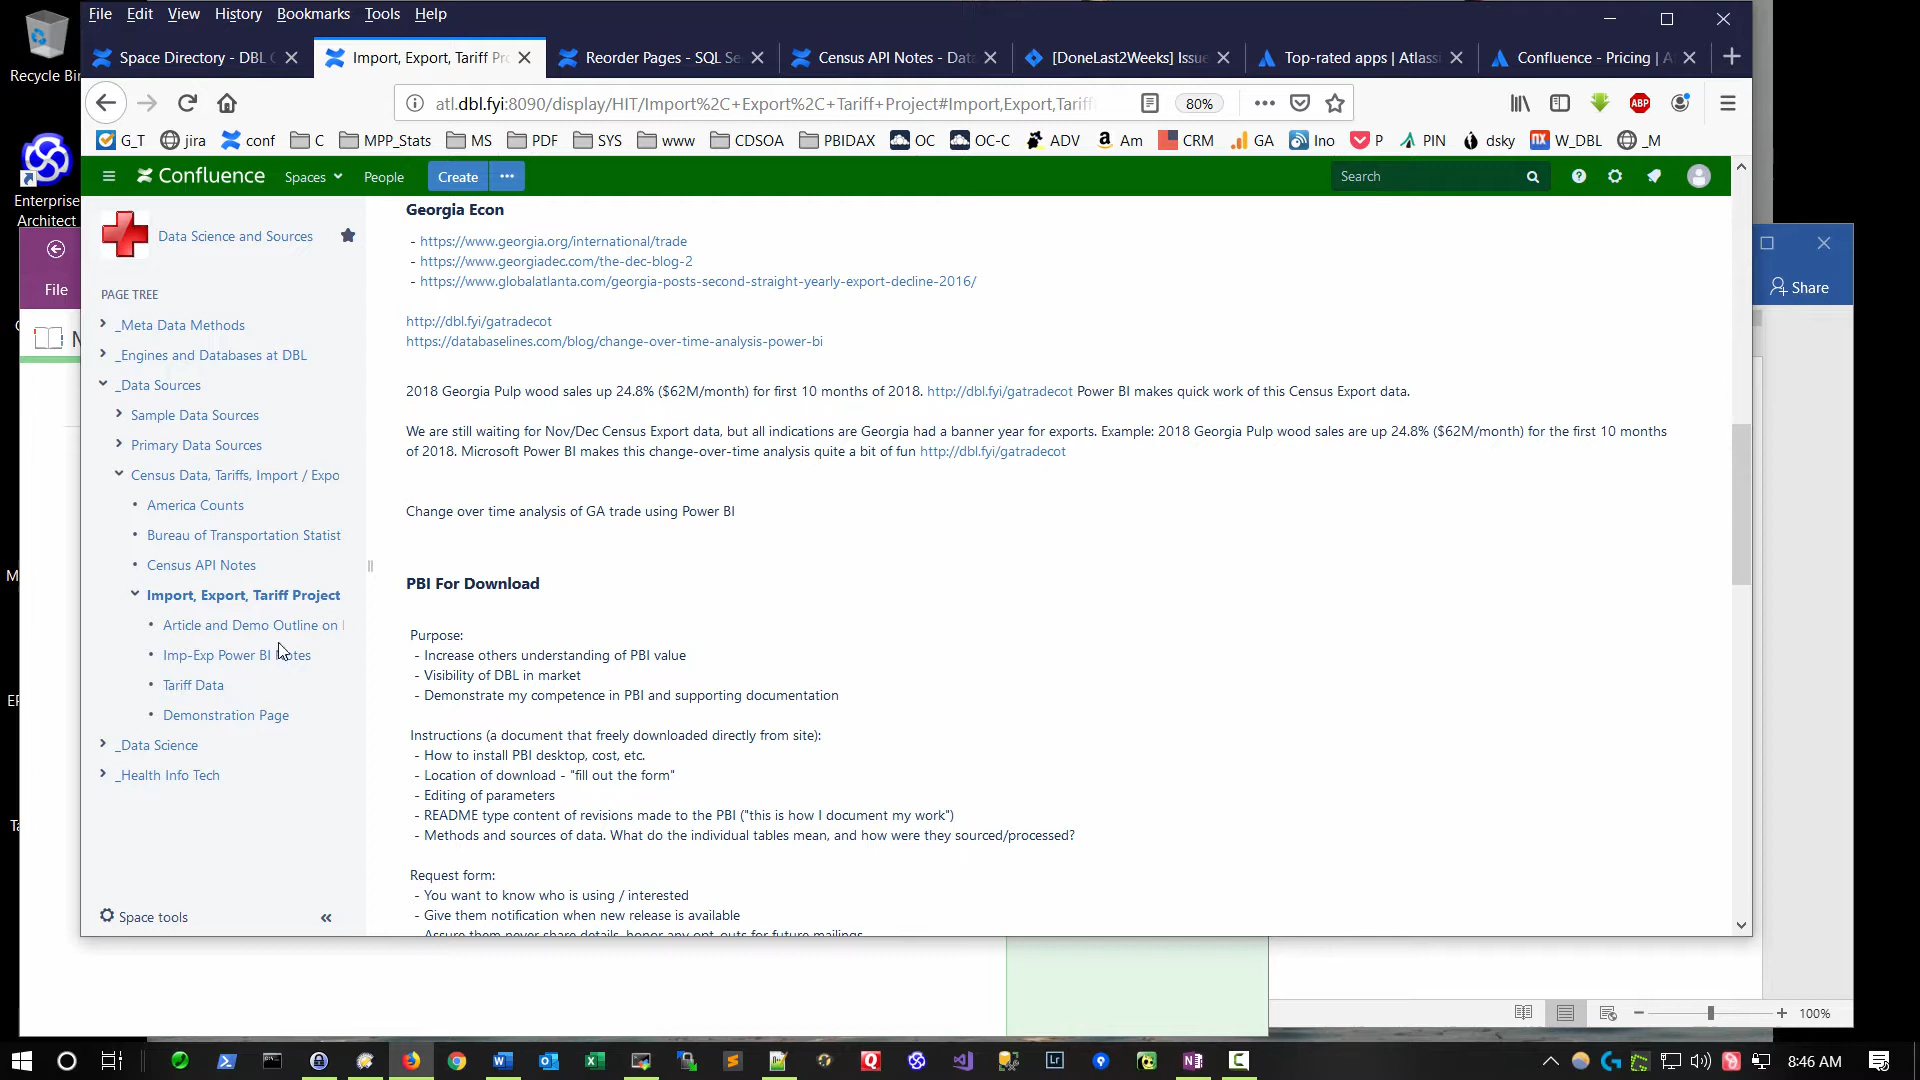 Recycle Bin
Enterprise
Architect
File Edit View History Bookmarks Tools Help
Space Directory - DBL
Import, Export, Tariff Pr
Reorder Pages - SQL Se
Census API Notes - Data
[DoneLast2Weeks] Issue
Top-rated apps | Atlassi
Confluence - Pricing | A
atl.dbl.fyi:8090/display/HIT/Import%2C+Export%2C+Tariff+Project#Import,Export,Tariff
80%
ABP
G_T jira conf C MPP_Stats MS PDF SYS www CDSOA PBIDAX OC OC-C ADV Am CRM GA Ino P PIN dsky W_DBL _M
Confluence Spaces People Create Search
File
Share
Data Science and Sources
PAGE TREE
_Meta Data Methods
_Engines and Databases at DBL
_Data Sources
Sample Data Sources
Primary Data Sources
Census Data, Tariffs, Import / Expo
America Counts
Bureau of Transportation Statist
Census API Notes
Import, Export, Tariff Project
Article and Demo Outline on
Imp-Exp Power BI Notes
Tariff Data
Demonstration Page
_Data Science
_Health Info Tech
Space tools
Georgia Econ
- https://www.georgia.org/international/trade
- https://www.georgiadec.com/the-dec-blog-2
- https://www.globalatlanta.com/georgia-posts-second-straight-yearly-export-decline-2016/
http://dbl.fyi/gatradecot
https://databaselines.com/blog/change-over-time-analysis-power-bi
2018 Georgia Pulp wood sales up 24.8% ($62M/month) for first 10 months of 2018. http://dbl.fyi/gatradecot Power BI makes quick work of this Census Export data.
We are still waiting for Nov/Dec Census Export data, but all indications are Georgia had a banner year for exports. Example: 2018 Georgia Pulp wood sales are up 24.8% ($62M/month) for the first 10 months
of 2018. Microsoft Power BI makes this change-over-time analysis quite a bit of fun http://dbl.fyi/gatradecot
Change over time analysis of GA trade using Power BI
PBI For Download
Purpose:
- Increase others understanding of PBI value
- Visibility of DBL in market
- Demonstrate my competence in PBI and supporting documentation
Instructions (a document that freely downloaded directly from site):
- How to install PBI desktop, cost, etc.
- Location of download - "fill out the form"
- Editing of parameters
- README type content of revisions made to the PBI ("this is how I document my work")
- Methods and sources of data. What do the individual tables mean, and how were they sourced/processed?
Request form:
- You want to know who is using / interested
- Give them notification when new release is available
- Assure them never share details, honor any opt-outs for future mailings
100%
8:46 AM